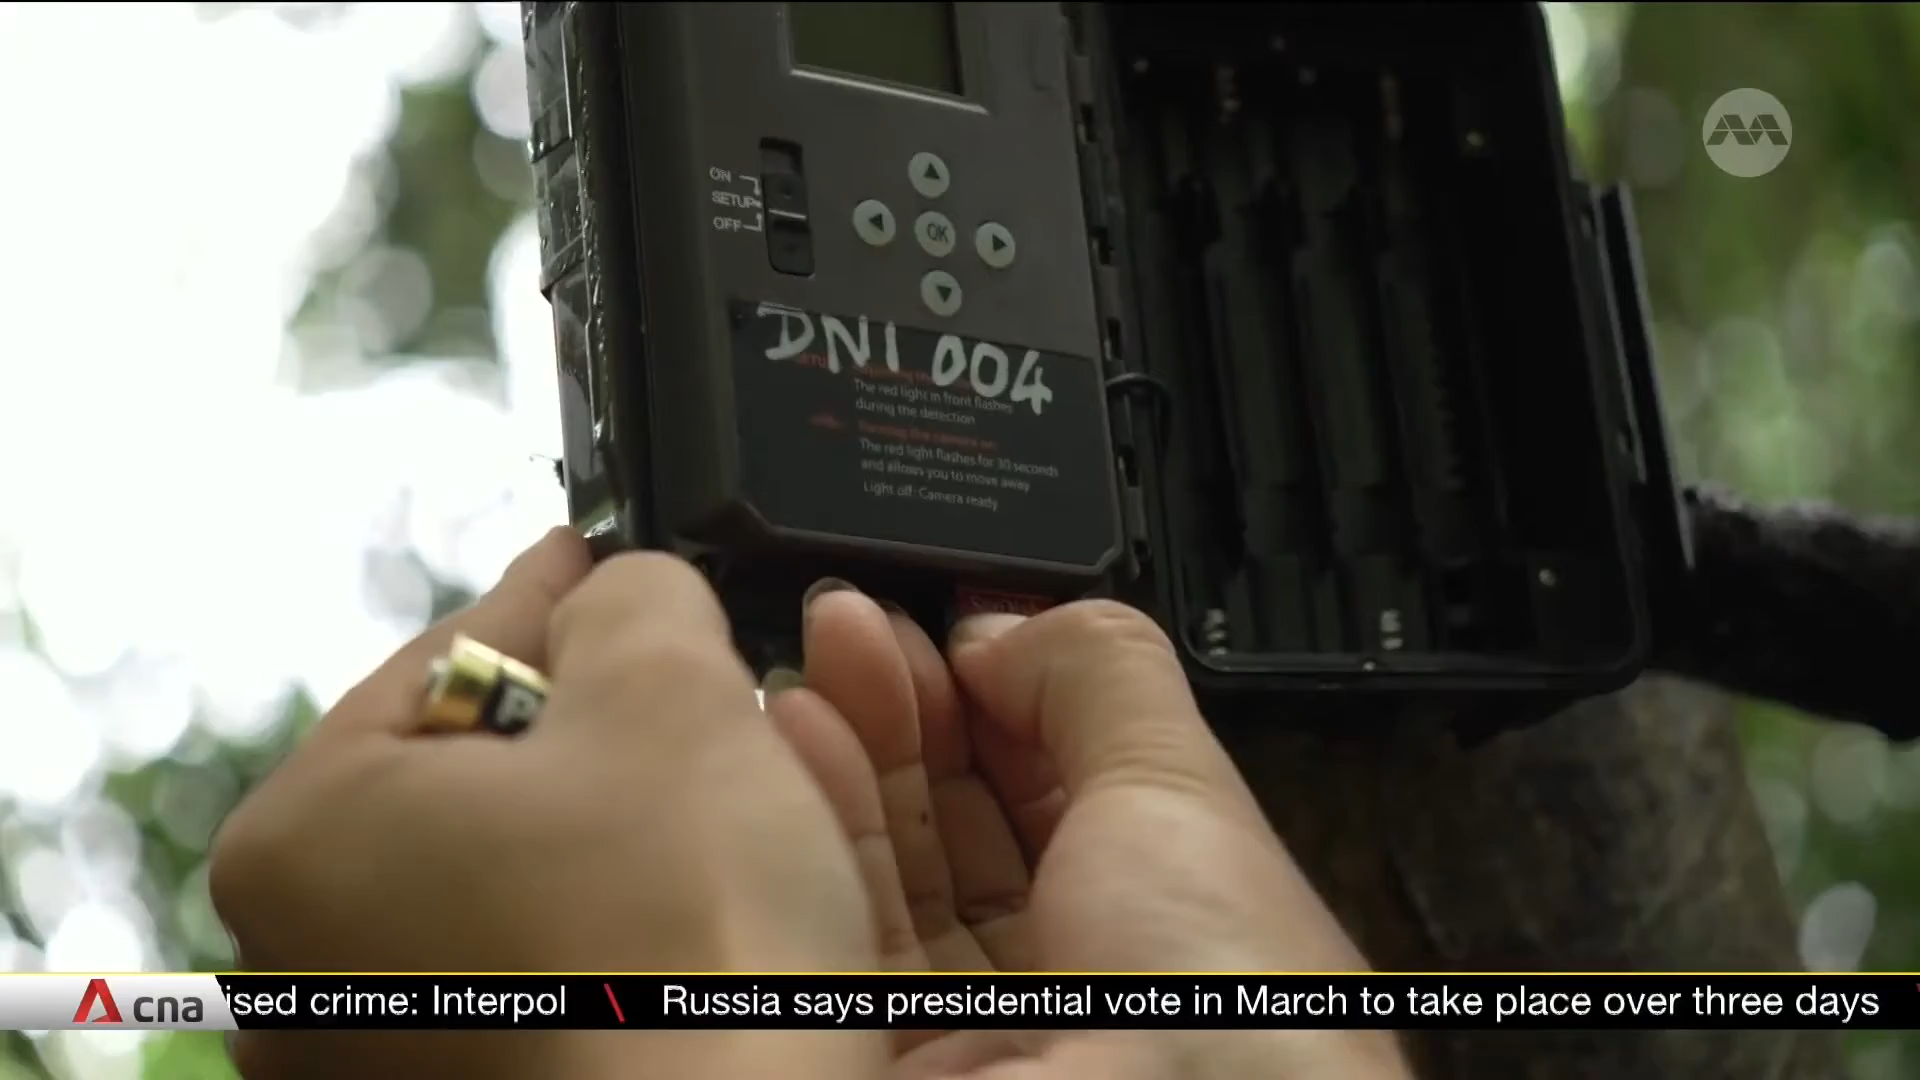 ON
SETUP
OFF
OK
DNI 004
The red light in front flashes
during the detection
The red light flashes for 30 seconds
and allows you to move away
Light off: Camera ready
cna
ised crime: Interpol \ Russia says presidential vote in March to take place over three days